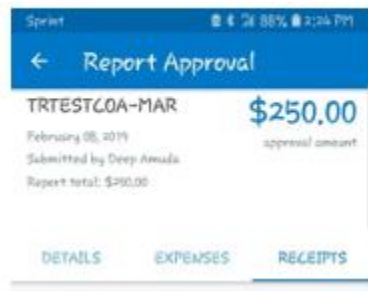 Sprint 88% 2:24 PM
← Report Approval
TRTESTCOA-MAR $250.00
February 08, 2019 approval amount
Submitted by Deep Amuda
Report total: $250.00
DETAILS EXPENSES RECEIPTS